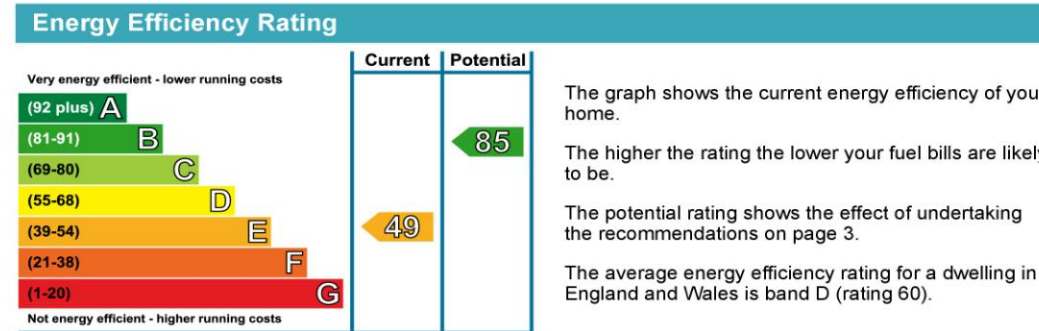 Energy Efficiency Rating
Current Potential
Very energy efficient - lower running costs
(92 plus) A
(81-91) B
85
(69-80) C
(55-68) D
(39-54) E
49
(21-38) F
(1-20) G
Not energy efficient - higher running costs
The graph shows the current energy efficiency of you
home.
The higher the rating the lower your fuel bills are likely
to be.
The potential rating shows the effect of undertaking
the recommendations on page 3.
The average energy efficiency rating for a dwelling in
England and Wales is band D (rating 60).